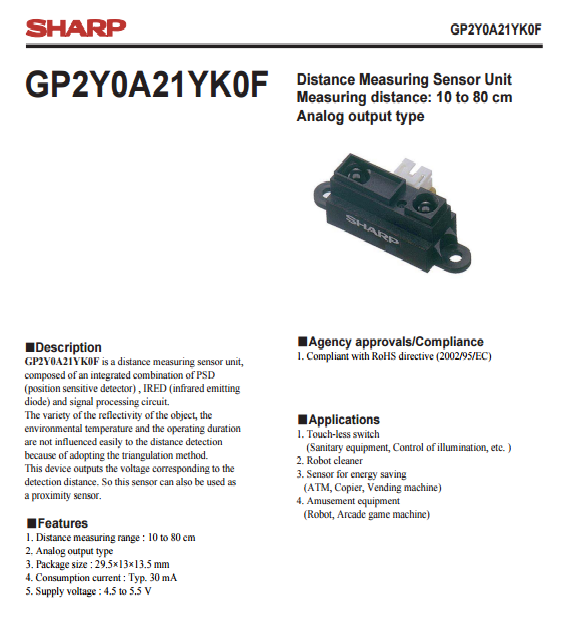 SHARP
GP2Y0A21YK0F
GP2Y0A21YK0F
Distance Measuring Sensor Unit
Measuring distance: 10 to 80 cm
Analog output type
SHARP
■Description
GP2Y0A21YK0F is a distance measuring sensor unit,
composed of an integrated combination of PSD
(position sensitive detector) , IRED (infrared emitting
diode) and signal processing circuit.
The variety of the reflectivity of the object, the
environmental temperature and the operating duration
are not influenced easily to the distance detection
because of adopting the triangulation method.
This device outputs the voltage corresponding to the
detection distance. So this sensor can also be used as
a proximity sensor.
■Features
1. Distance measuring range : 10 to 80 cm
2. Analog output type
3. Package size : 29.5×13×13.5 mm
4. Consumption current : Typ. 30 mA
5. Supply voltage : 4.5 to 5.5 V
■Agency approvals/Compliance
1. Compliant with RoHS directive (2002/95/EC)
■Applications
1. Touch-less switch
(Sanitary equipment, Control of illumination, etc. )
2. Robot cleaner
3. Sensor for energy saving
(ATM, Copier, Vending machine)
4. Amusement equipment
(Robot, Arcade game machine)